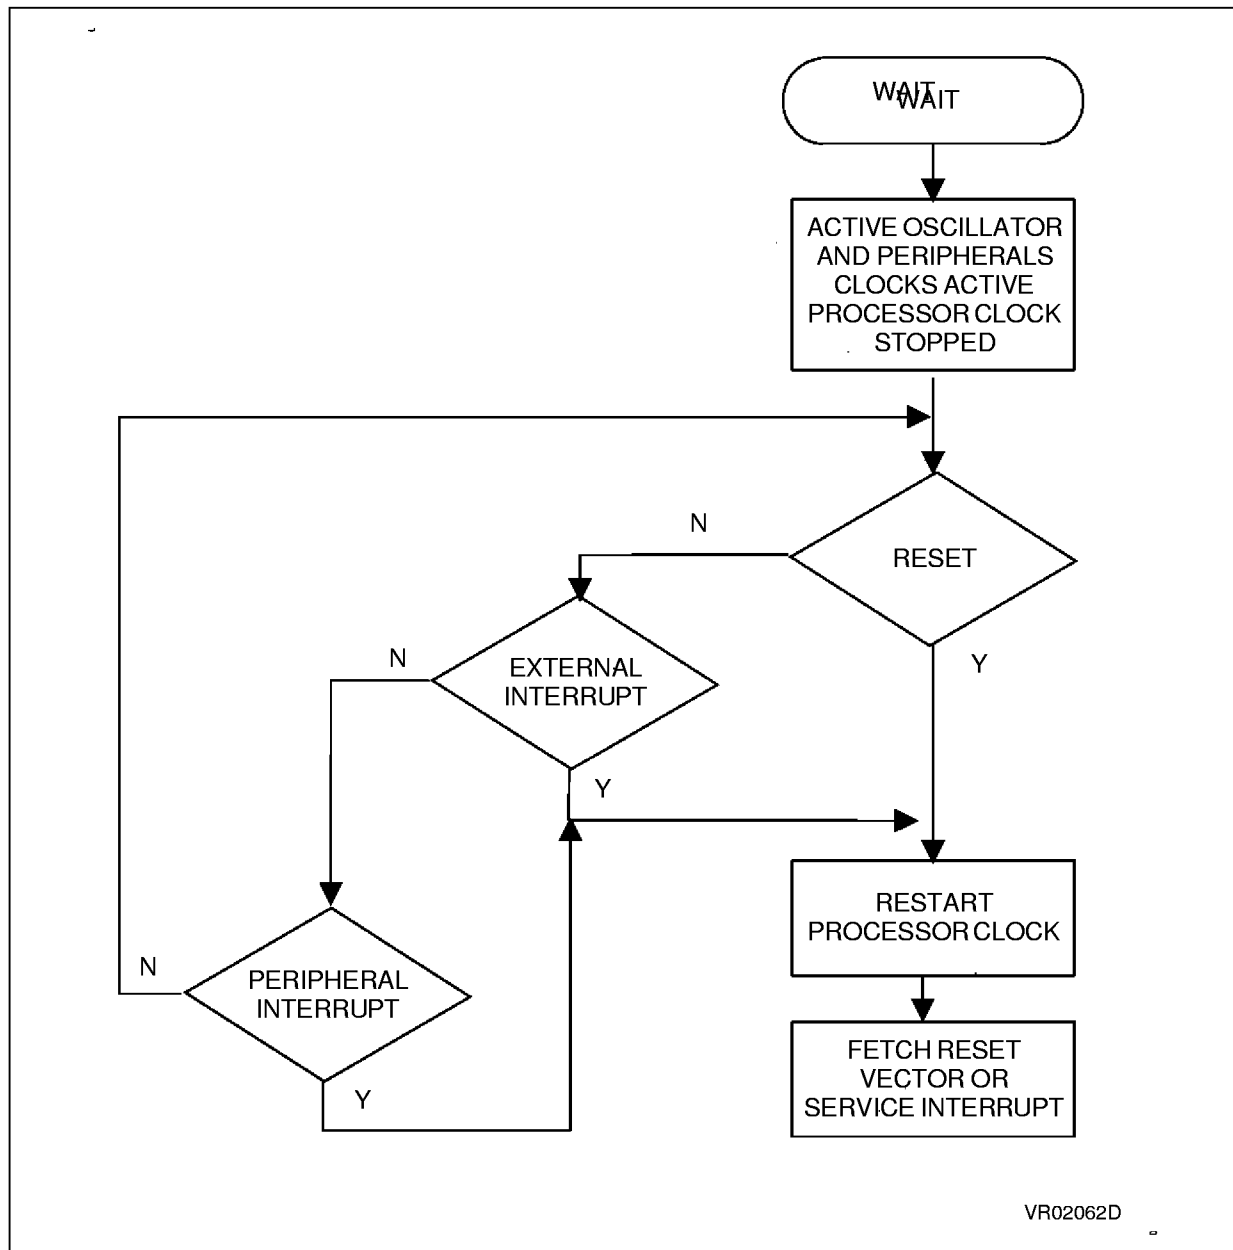 WAIT
WAIT
ACTIVE OSCILLATOR
AND PERIPHERALS
CLOCKS ACTIVE
PROCESSOR CLOCK
STOPPED
N
RESET
Y
N
EXTERNAL
INTERRUPT
Y
RESTART
PROCESSOR CLOCK
N
PERIPHERAL
INTERRUPT
Y
FETCH RESET
VECTOR OR
SERVICE INTERRUPT
VR02062D